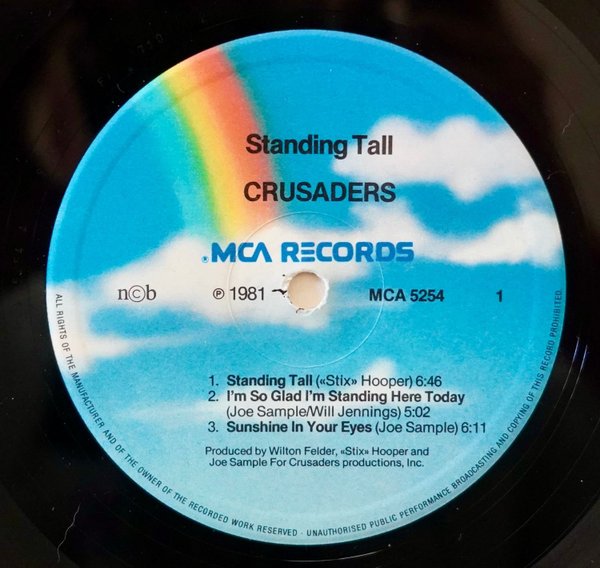 Standing Tall
CRUSADERS
MCA RECORDS
n©b
℗ 1981
MCA 5254
1
1. Standing Tall («Stix» Hooper) 6:46
2. I'm So Glad I'm Standing Here Today
(Joe Sample/Will Jennings) 5:02
3. Sunshine In Your Eyes (Joe Sample) 6:11
Produced by Wilton Felder, «Stix» Hooper and
Joe Sample For Crusaders productions, Inc.
ALL RIGHTS OF THE MANUFACTURER AND OF THE OWNER OF THE RECORDED WORK RESERVED - UNAUTHORISED PUBLIC PERFORMANCE BROADCASTING AND COPYING OF THIS RECORD PROHIBITED.